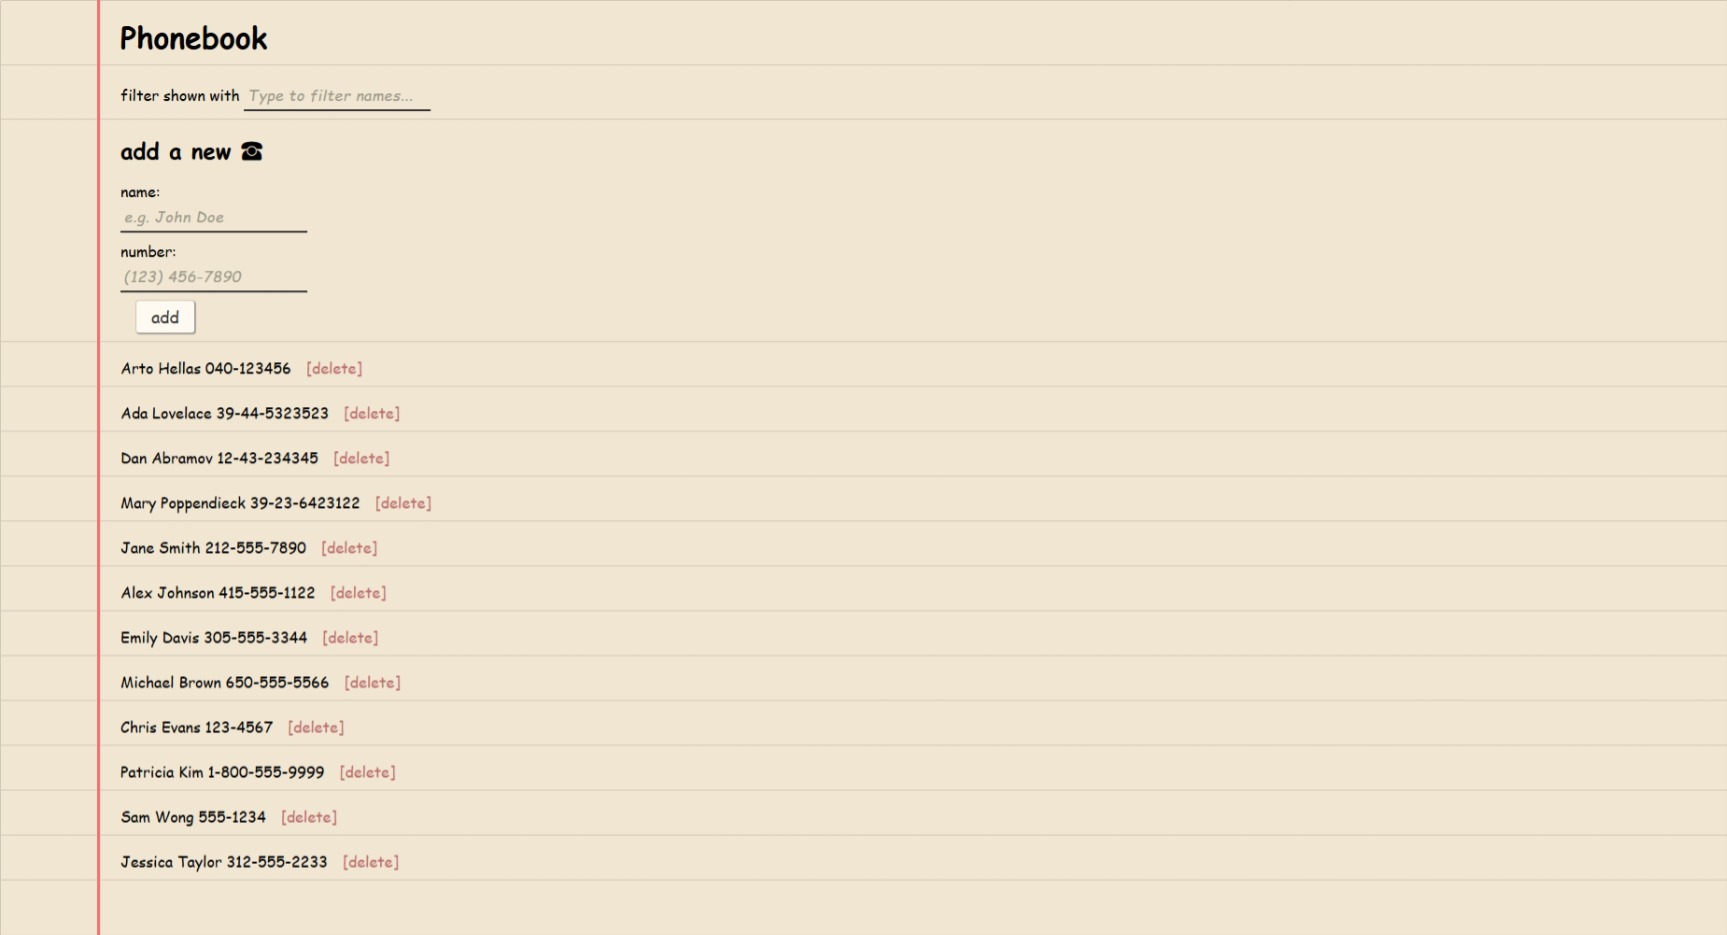 Phonebook
filter shown with Type to filter names...
add a new ☎
name:
e.g. John Doe
number:
(123) 456-7890
add
Arto Hellas 040-123456 [delete]
Ada Lovelace 39-44-5323523 [delete]
Dan Abramov 12-43-234345 [delete]
Mary Poppendieck 39-23-6423122 [delete]
Jane Smith 212-555-7890 [delete]
Alex Johnson 415-555-1122 [delete]
Emily Davis 305-555-3344 [delete]
Michael Brown 650-555-5566 [delete]
Chris Evans 123-4567 [delete]
Patricia Kim 1-800-555-9999 [delete]
Sam Wong 555-1234 [delete]
Jessica Taylor 312-555-2233 [delete]